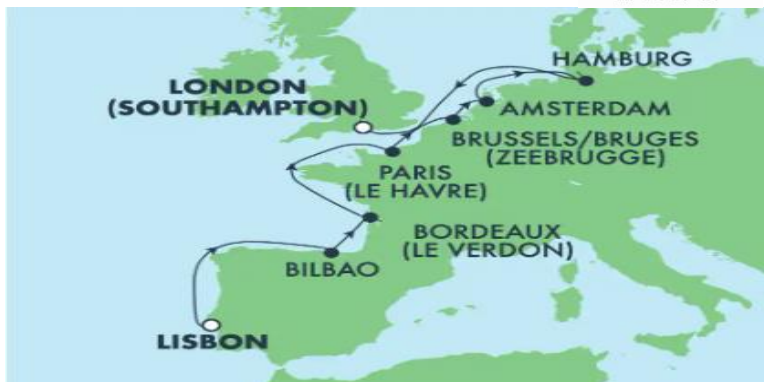 HAMBURG
LONDON
(SOUTHAMPTON)
AMSTERDAM
BRUSSELS/BRUGES
(ZEEBRUGGE)
PARIS
(LE HAVRE)
BORDEAUX
(LE VERDON)
BILBAO
LISBON